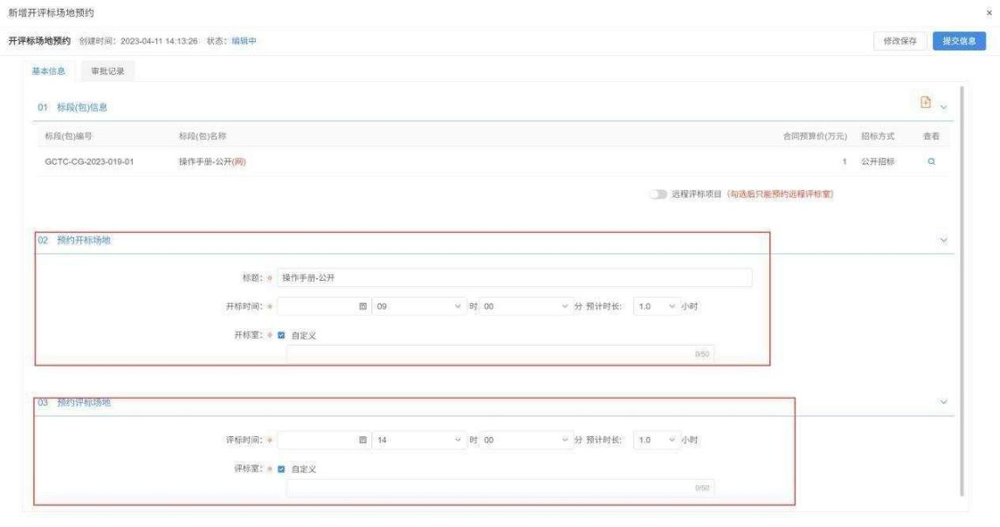 新增开评标场地预约 ×
开评标场地预约 创建时间: 2023-04-11 14:13:26 状态: 编辑中 修改保存 提交信息
基本信息 审批记录
01 标段(包)信息
标段(包)编号 标段(包)名称 合同预算价(万元) 招标方式 查看
GCTC-CG-2023-019-01 操作手册-公开(网) 1 公开招标
远程评标项目 (勾选后只能预约远程评标室)
02 预约开标场地
标题: * 操作手册-公开
开标时间: * 09 时 00 分 预计时长: 1.0 小时
开标室: * 自定义
0/50
03 预约评标场地
评标时间: * 14 时 00 分 预计时长: 1.0 小时
评标室: * 自定义
0/50